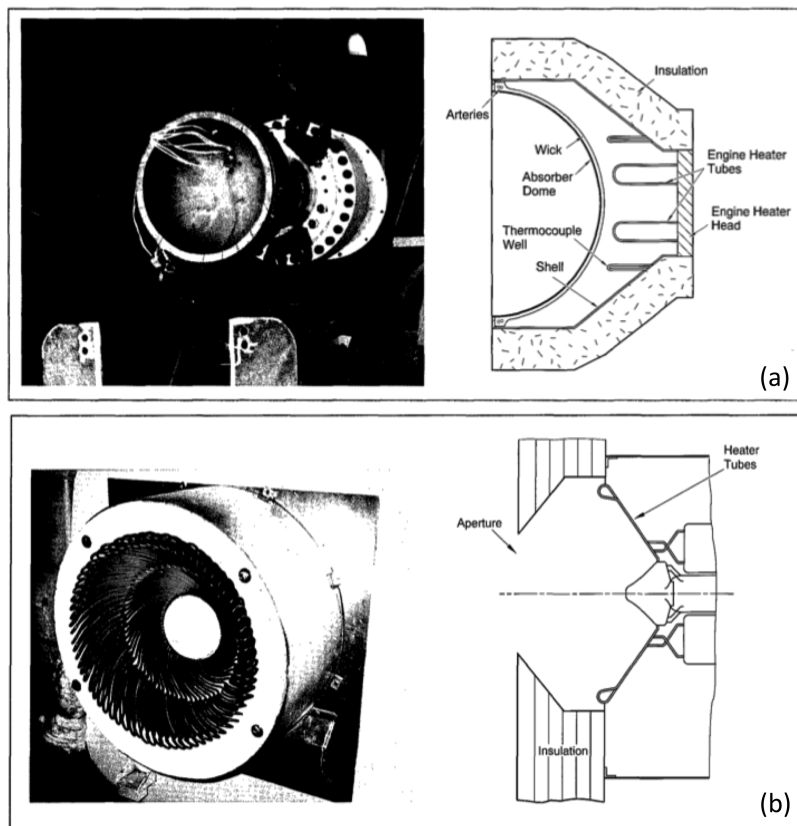 Insulation
Arteries
Wick
Absorber
Dome
Engine Heater
Tubes
Thermocouple
Well
Engine Heater
Head
Shell
(a)
Heater
Tubes
Aperture
Insulation
(b)